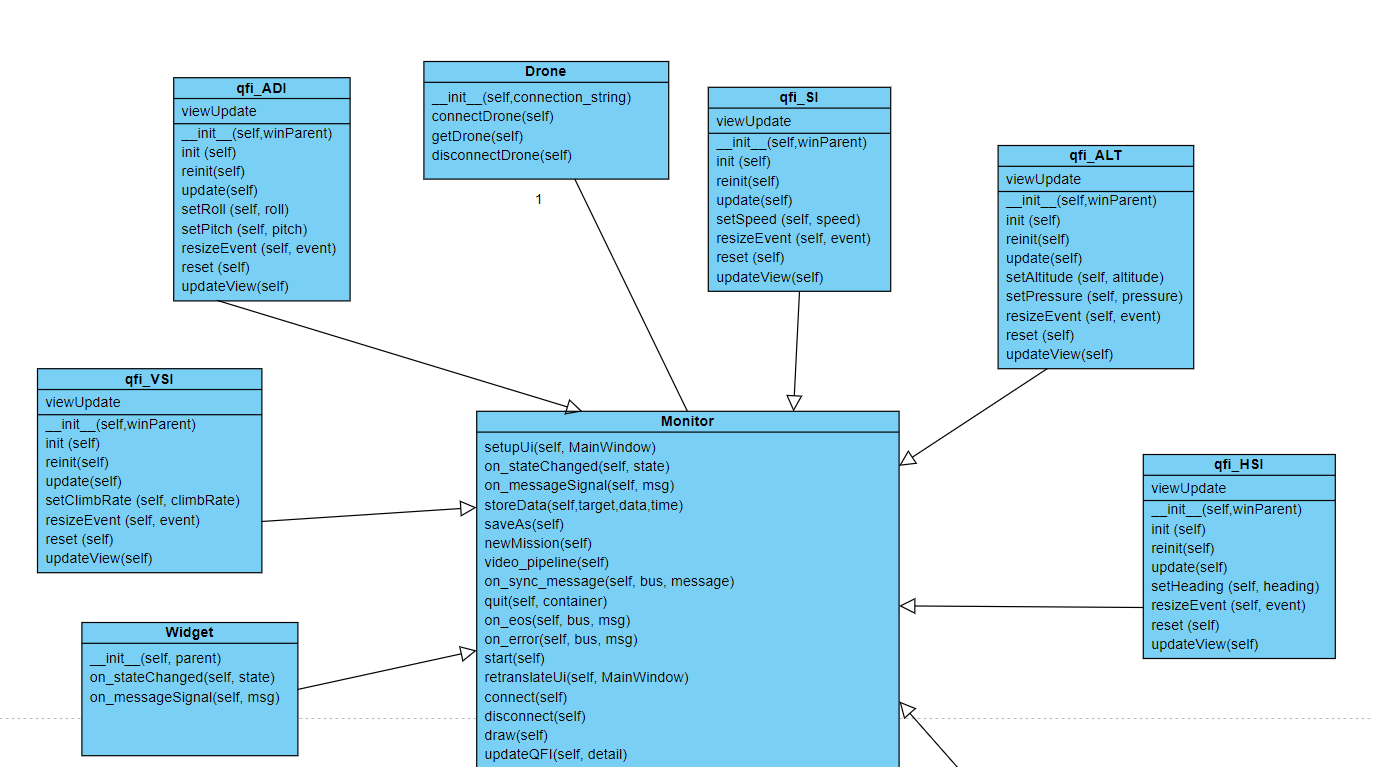 qfi_ADI
viewUpdate
__init__(self,winParent)
init (self)
reinit(self)
update(self)
setRoll (self, roll)
setPitch (self, pitch)
resizeEvent (self, event)
reset (self)
updateView(self)
Drone
__init__(self,connection_string)
connectDrone(self)
getDrone(self)
disconnectDrone(self)
1
qfi_SI
viewUpdate
__init__(self,winParent)
init (self)
reinit(self)
update(self)
setSpeed (self, speed)
resizeEvent (self, event)
reset (self)
updateView(self)
qfi_ALT
viewUpdate
__init__(self,winParent)
init (self)
reinit(self)
update(self)
setAltitude (self, altitude)
setPressure (self, pressure)
resizeEvent (self, event)
reset (self)
updateView(self)
qfi_VSI
viewUpdate
__init__(self,winParent)
init (self)
reinit(self)
update(self)
setClimbRate (self, climbRate)
resizeEvent (self, event)
reset (self)
updateView(self)
Monitor
setupUi(self, MainWindow)
on_stateChanged(self, state)
on_messageSignal(self, msg)
storeData(self,target,data,time)
saveAs(self)
newMission(self)
video_pipeline(self)
on_sync_message(self, bus, message)
quit(self, container)
on_eos(self, bus, msg)
on_error(self, bus, msg)
start(self)
retranslateUi(self, MainWindow)
connect(self)
disconnect(self)
draw(self)
updateQFI(self, detail)
qfi_HSI
viewUpdate
__init__(self,winParent)
init (self)
reinit(self)
update(self)
setHeading (self, heading)
resizeEvent (self, event)
reset (self)
updateView(self)
Widget
__init__(self, parent)
on_stateChanged(self, state)
on_messageSignal(self, msg)